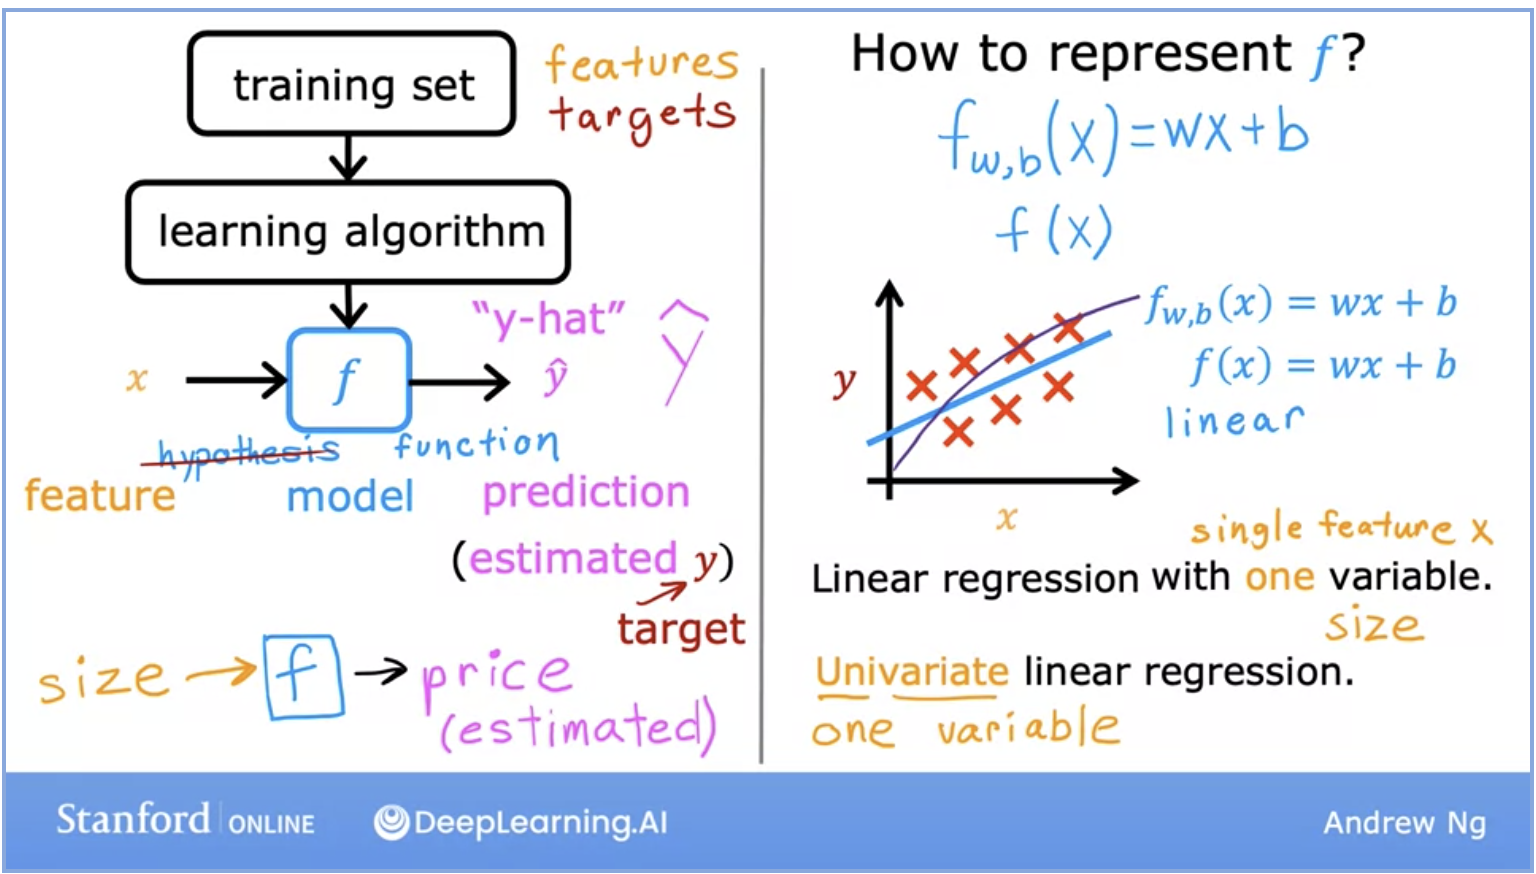 training set
features
targets
learning algorithm
"y-hat"
ŷ
x
f
ŷ
hypothesis
function
feature
model
prediction
(estimated y)
target
size → f → price
(estimated)
How to represent f?
f_{w,b}(x) = wx + b
f(x)
f_{w,b}(x) = wx + b
f(x) = wx + b
linear
y
x
single feature x
Linear regression with one variable.
size
Univariate linear regression.
one variable
Stanford | ONLINE
DeepLearning.AI
Andrew Ng